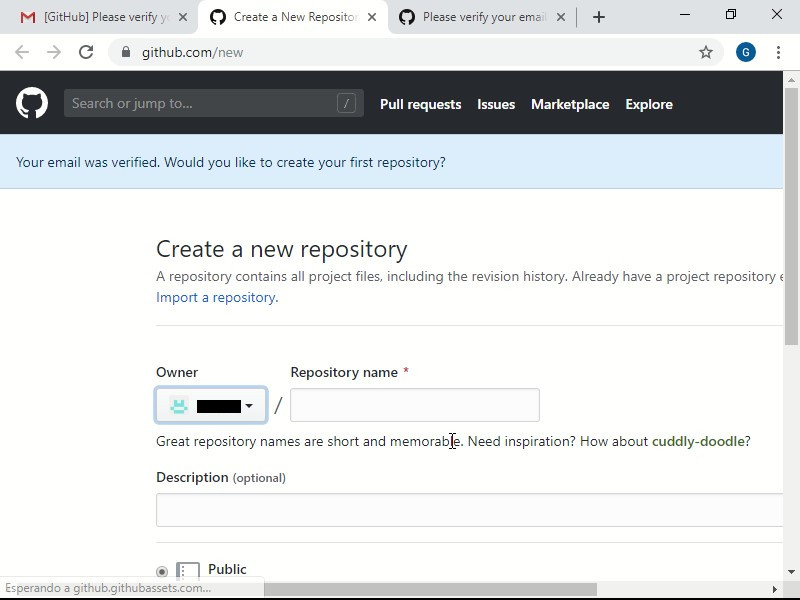 [GitHub] Please verify yo
Create a New Repositor
Please verify your email
github.com/new
G
Search or jump to...
/
Pull requests
Issues
Marketplace
Explore
Your email was verified. Would you like to create your first repository?
Create a new repository
A repository contains all project files, including the revision history. Already have a project repository e
Import a repository.
Owner
Repository name *
/
Great repository names are short and memorable. Need inspiration? How about cuddly-doodle?
Description (optional)
Public
Esperando a github.githubassets.com...